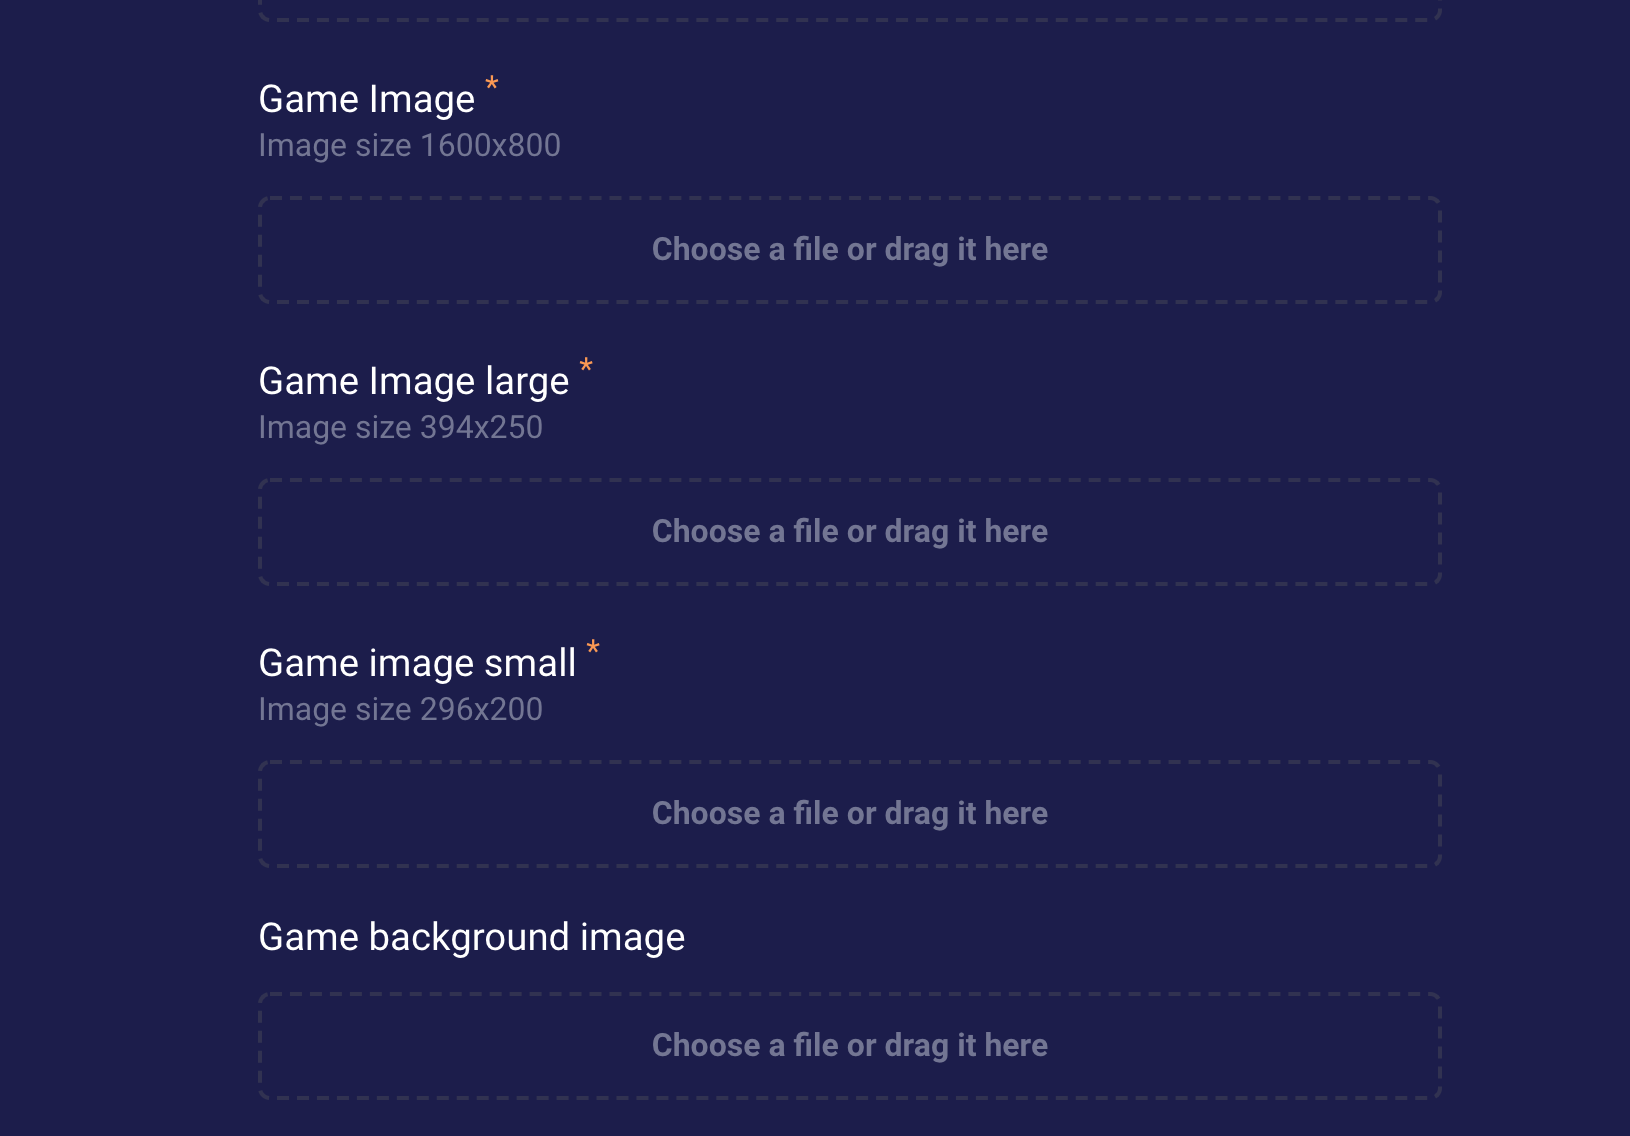 Game Image *
Image size 1600x800
Choose a file or drag it here
Game Image large *
Image size 394x250
Choose a file or drag it here
Game image small *
Image size 296x200
Choose a file or drag it here
Game background image
Choose a file or drag it here